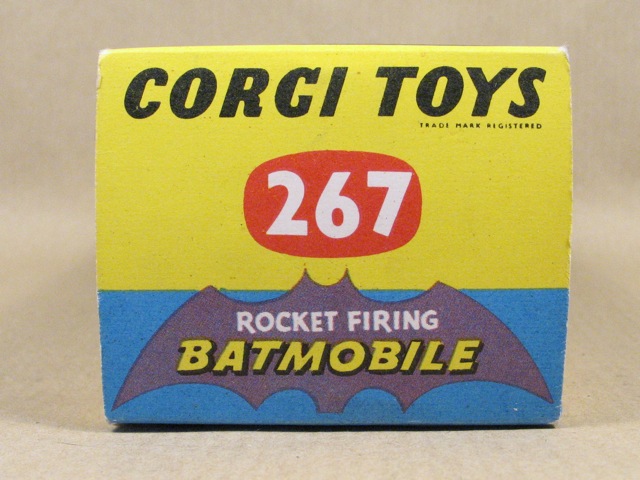 CORGI TOYS
TRADE MARK REGISTERED
267
ROCKET FIRING
BATMOBILE